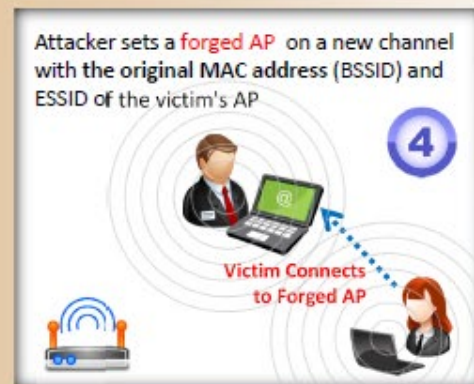 Attacker sets a forged AP on a new channel
with the original MAC address (BSSID) and
ESSID of the victim's AP
4
@
Victim Connects
to Forged AP